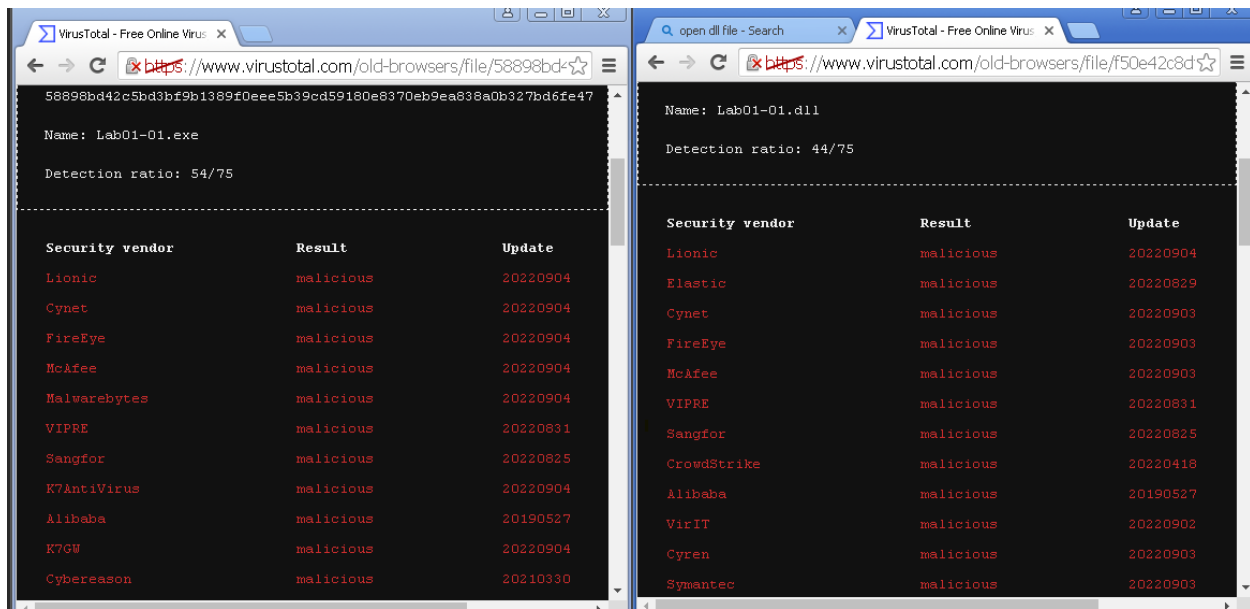 VirusTotal - Free Online Virus
https://www.virustotal.com/old-browsers/file/58898bd4
58898bd42c5bd3bf9b1389f0eee5b39cd59180e8370eb9ea838a0b327bd6fe47
Name: Lab01-01.exe
Detection ratio: 54/75
Security vendor Result Update
Lionic malicious 20220904
Cynet malicious 20220904
FireEye malicious 20220904
McAfee malicious 20220904
Malwarebytes malicious 20220904
VIPRE malicious 20220831
Sangfor malicious 20220825
K7AntiVirus malicious 20220904
Alibaba malicious 20190527
K7GW malicious 20220904
Cybereason malicious 20210330
open dll file - Search
VirusTotal - Free Online Virus
https://www.virustotal.com/old-browsers/file/f50e42c8d
Name: Lab01-01.dll
Detection ratio: 44/75
Security vendor Result Update
Lionic malicious 20220904
Elastic malicious 20220829
Cynet malicious 20220903
FireEye malicious 20220903
McAfee malicious 20220903
VIPRE malicious 20220831
Sangfor malicious 20220825
CrowdStrike malicious 20220418
Alibaba malicious 20190527
VirIT malicious 20220902
Cyren malicious 20220903
Symantec malicious 20220903